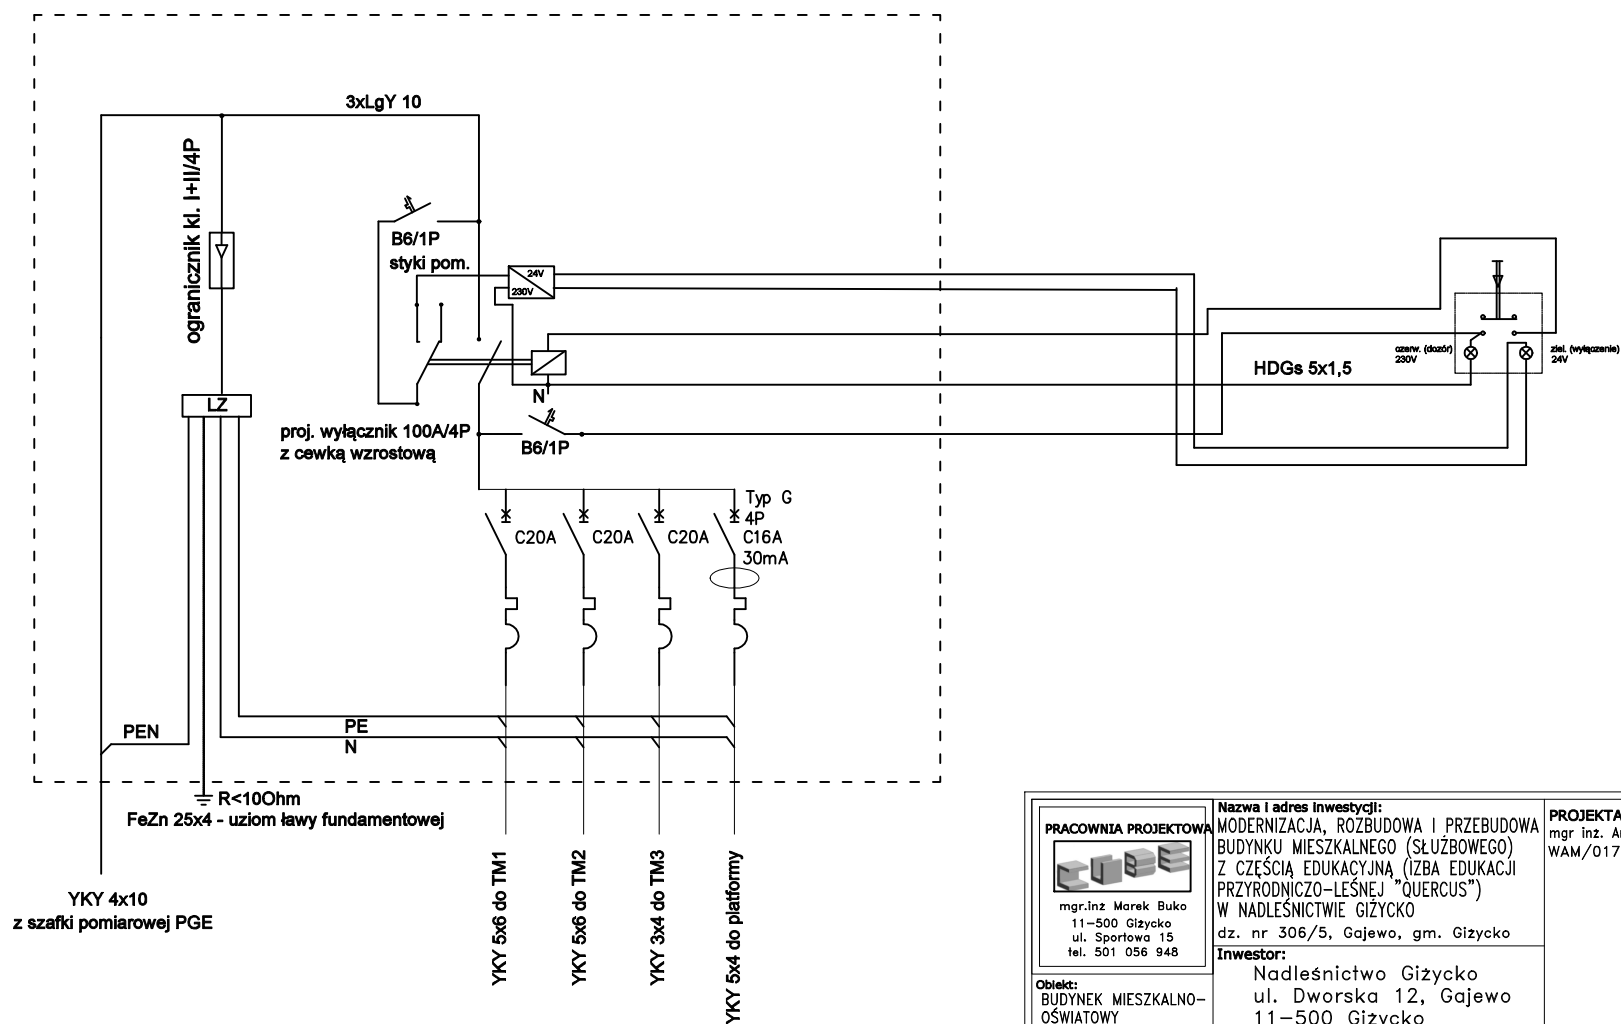 3xLgY 10
ogranicznik kl. I+II/4P
B6/1P
styki pom.
24V
230V
czerw. (dozór)
230V
ziel. (wyłączenie)
24V
HDGs 5x1,5
N
LZ
proj. wyłącznik 100A/4P
z cewką wzrostową
B6/1P
Typ G
4P
C16A
30mA
C20A
C20A
C20A
PEN
PE
N
R<10Ohm
FeZn 25x4 - uziom ławy fundamentowej
YKY 4x10
z szafki pomiarowej PGE
YKY 5x6 do TM1
YKY 5x6 do TM2
YKY 3x4 do TM3
YKY 5x4 do platformy
PRACOWNIA PROJEKTOWA
CUBE
mgr.inż Marek Buko
11-500 Giżycko
ul. Sportowa 15
tel. 501 056 948
Obiekt:
BUDYNEK MIESZKALNO-
OŚWIATOWY
Nazwa i adres inwestycji:
MODERNIZACJA, ROZBUDOWA I PRZEBUDOWA
BUDYNKU MIESZKALNEGO (SŁUŻBOWEGO)
Z CZĘŚCIĄ EDUKACYJNĄ (IZBA EDUKACJI
PRZYRODNICZO-LEŚNEJ "QUERCUS")
W NADLEŚNICTWIE GIŻYCKO
dz. nr 306/5, Gajewo, gm. Giżycko
Inwestor:
Nadleśnictwo Giżycko
ul. Dworska 12, Gajewo
11-500 Giżycko
PROJEKTA
mgr inż. A
WAM/017